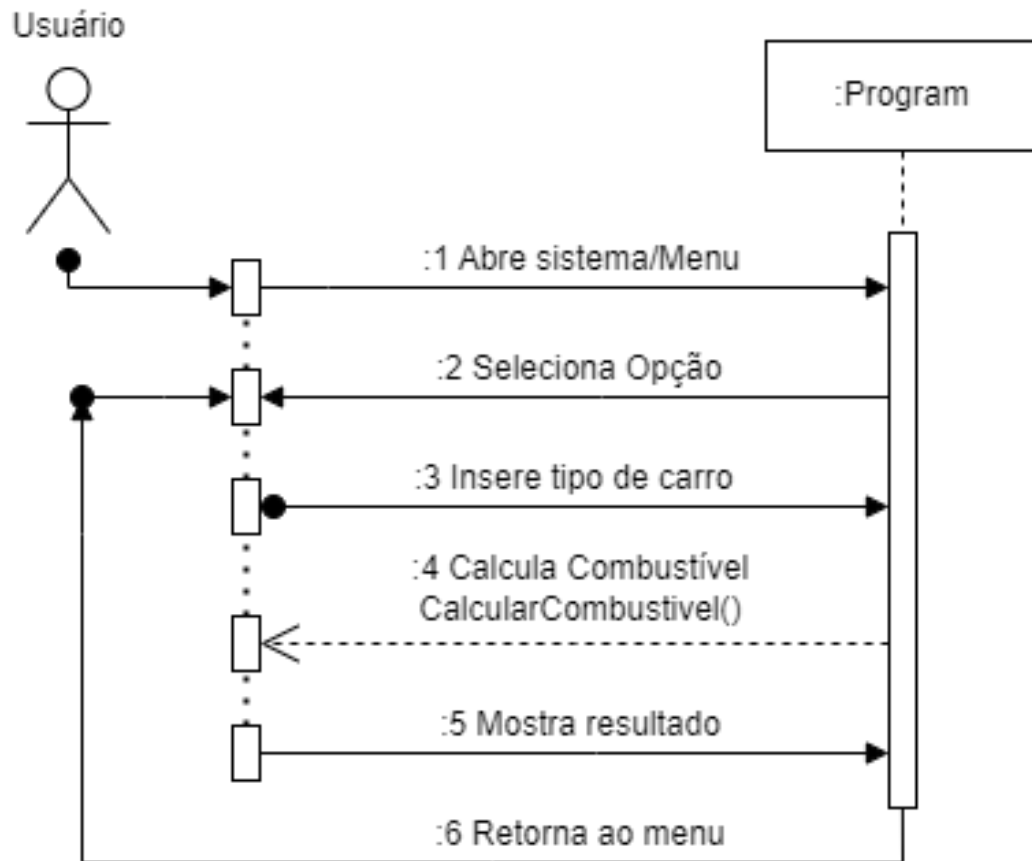 Usuário
:Program
:1 Abre sistema/Menu
:2 Seleciona Opção
:3 Insere tipo de carro
:4 Calcula Combustível
CalcularCombustivel()
:5 Mostra resultado
:6 Retorna ao menu